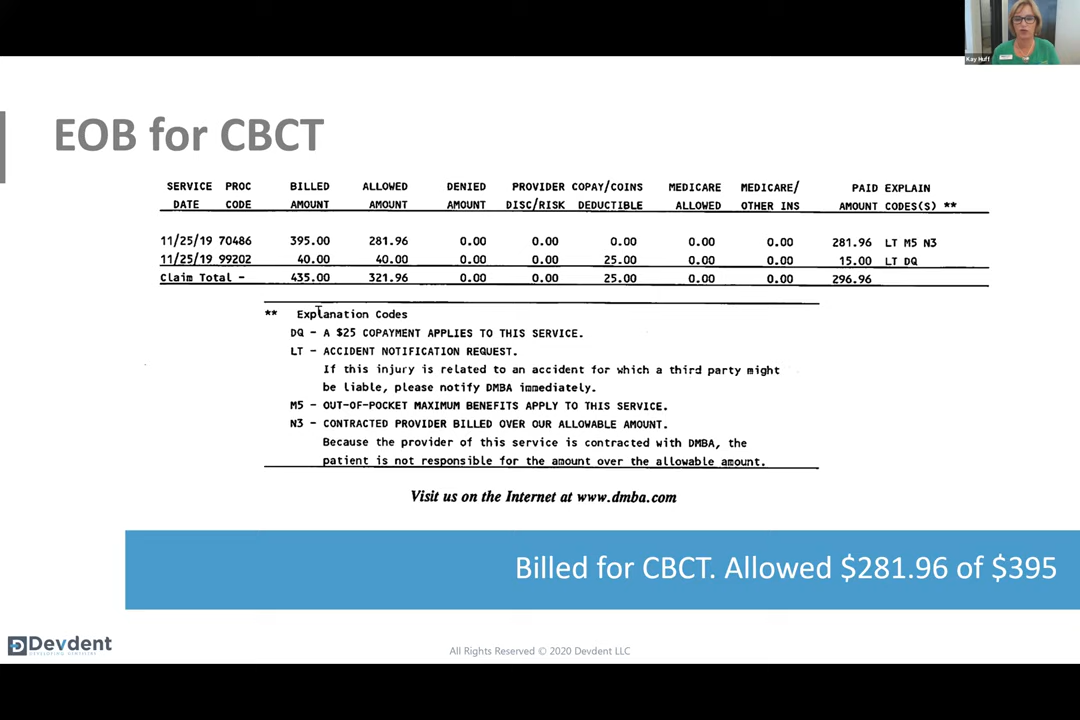 Kay Huff
EOB for CBCT
SERVICE PROC BILLED ALLOWED DENIED PROVIDER COPAY/COINS MEDICARE MEDICARE/ PAID EXPLAIN
DATE CODE AMOUNT AMOUNT AMOUNT DISC/RISK DEDUCTIBLE ALLOWED OTHER INS AMOUNT CODES(S) **
11/25/19 70486 395.00 281.96 0.00 0.00 0.00 0.00 0.00 281.96 LT M5 N3
11/25/19 99202 40.00 40.00 0.00 0.00 25.00 0.00 0.00 15.00 LT DQ
Claim Total - 435.00 321.96 0.00 0.00 25.00 0.00 0.00 296.96
** Explanation Codes
DQ - A $25 COPAYMENT APPLIES TO THIS SERVICE.
LT - ACCIDENT NOTIFICATION REQUEST.
If this injury is related to an accident for which a third party might
be liable, please notify DMBA immediately.
M5 - OUT-OF-POCKET MAXIMUM BENEFITS APPLY TO THIS SERVICE.
N3 - CONTRACTED PROVIDER BILLED OVER OUR ALLOWABLE AMOUNT.
Because the provider of this service is contracted with DMBA, the
patient is not responsible for the amount over the allowable amount.
Visit us on the Internet at www.dmba.com
Billed for CBCT. Allowed $281.96 of $395
Devdent
DEVELOPING DENTISTS
All Rights Reserved © 2020 Devdent LLC